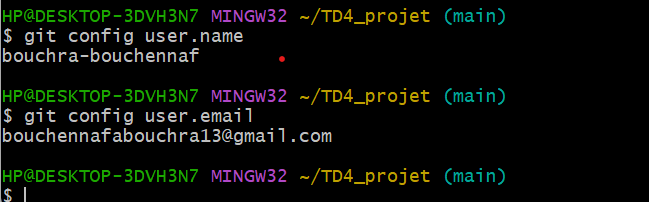 HP@DESKTOP-3DVH3N7 MINGW32 ~/TD4_projet (main)
$ git config user.name
bouchra-bouchennaf
HP@DESKTOP-3DVH3N7 MINGW32 ~/TD4_projet (main)
$ git config user.email
bouchennafabouchra13@gmail.com
HP@DESKTOP-3DVH3N7 MINGW32 ~/TD4_projet (main)
$